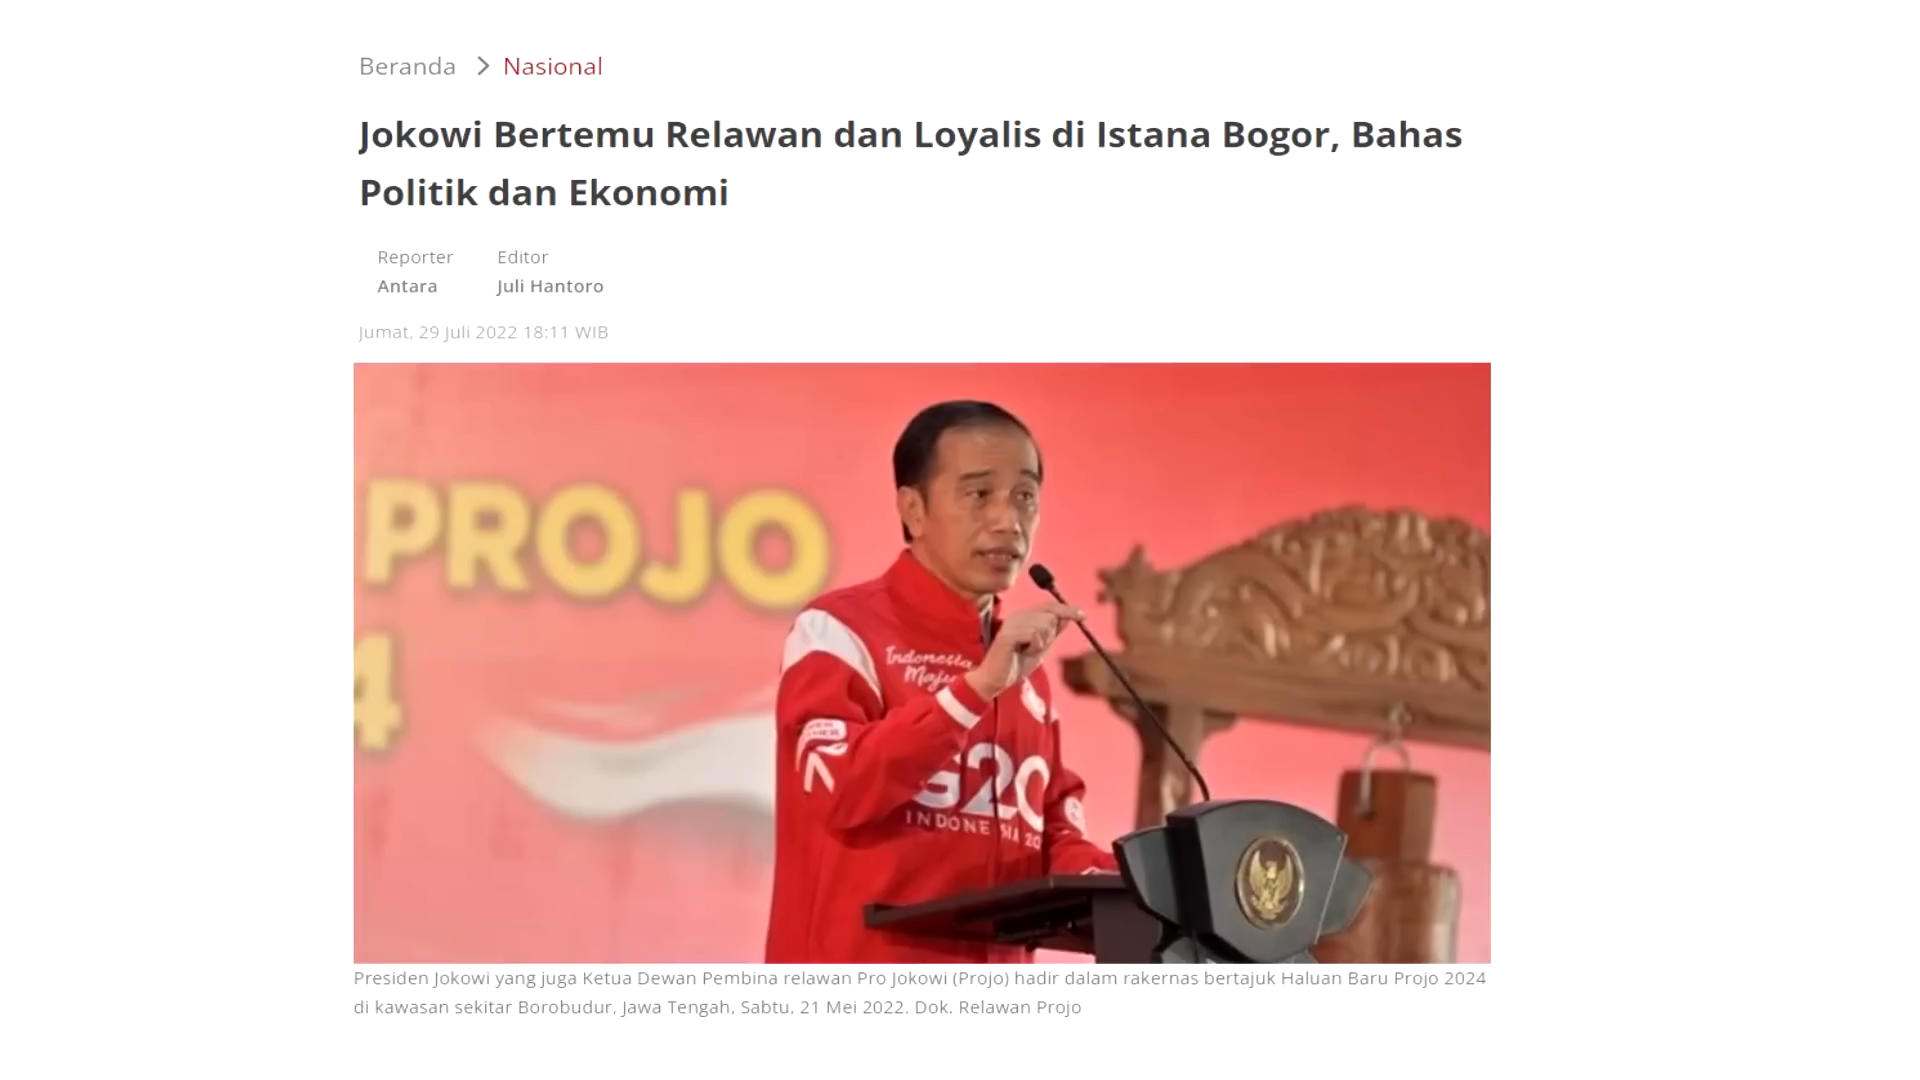 Beranda > Nasional
Jokowi Bertemu Relawan dan Loyalis di Istana Bogor, Bahas
Politik dan Ekonomi
Reporter Editor
Antara Juli Hantoro
Jumat, 29 Juli 2022 18:11 WIB
PROJO
4
Indonesia
Maju
G20
INDONESIA 20
Presiden Jokowi yang juga Ketua Dewan Pembina relawan Pro Jokowi (Projo) hadir dalam rakernas bertajuk Haluan Baru Projo 2024
di kawasan sekitar Borobudur, Jawa Tengah, Sabtu, 21 Mei 2022. Dok. Relawan Projo